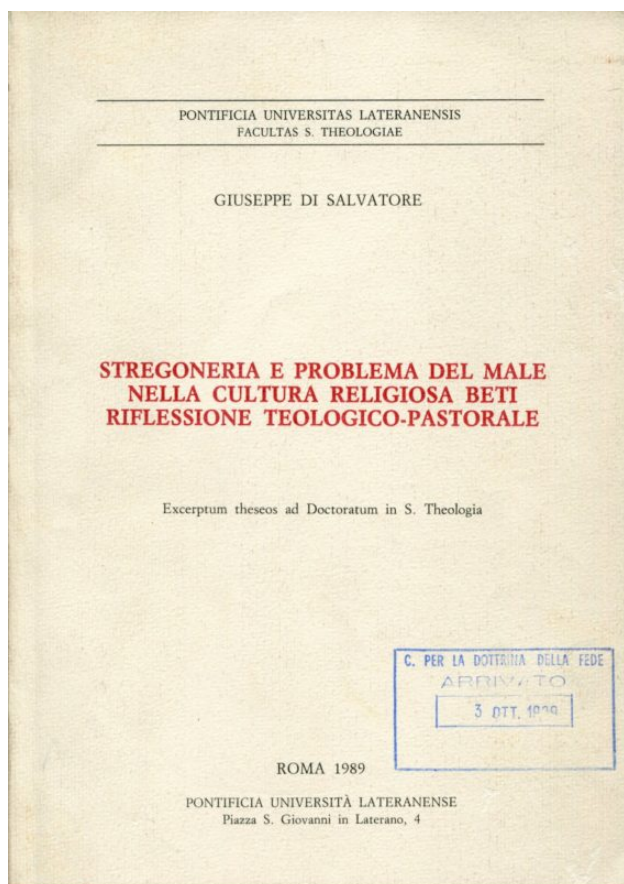 PONTIFICIA UNIVERSITAS LATERANENSIS
FACULTAS S. THEOLOGIAE
GIUSEPPE DI SALVATORE
STREGONERIA E PROBLEMA DEL MALE
NELLA CULTURA RELIGIOSA BETI
RIFLESSIONE TEOLOGICO-PASTORALE
Excerptum theseos ad Doctoratum in S. Theologia
C. PER LA DOTTRINA DELLA FEDE
ARRIVATO
3 OTT. 1989
ROMA 1989
PONTIFICIA UNIVERSITÀ LATERANENSE
Piazza S. Giovanni in Laterano, 4